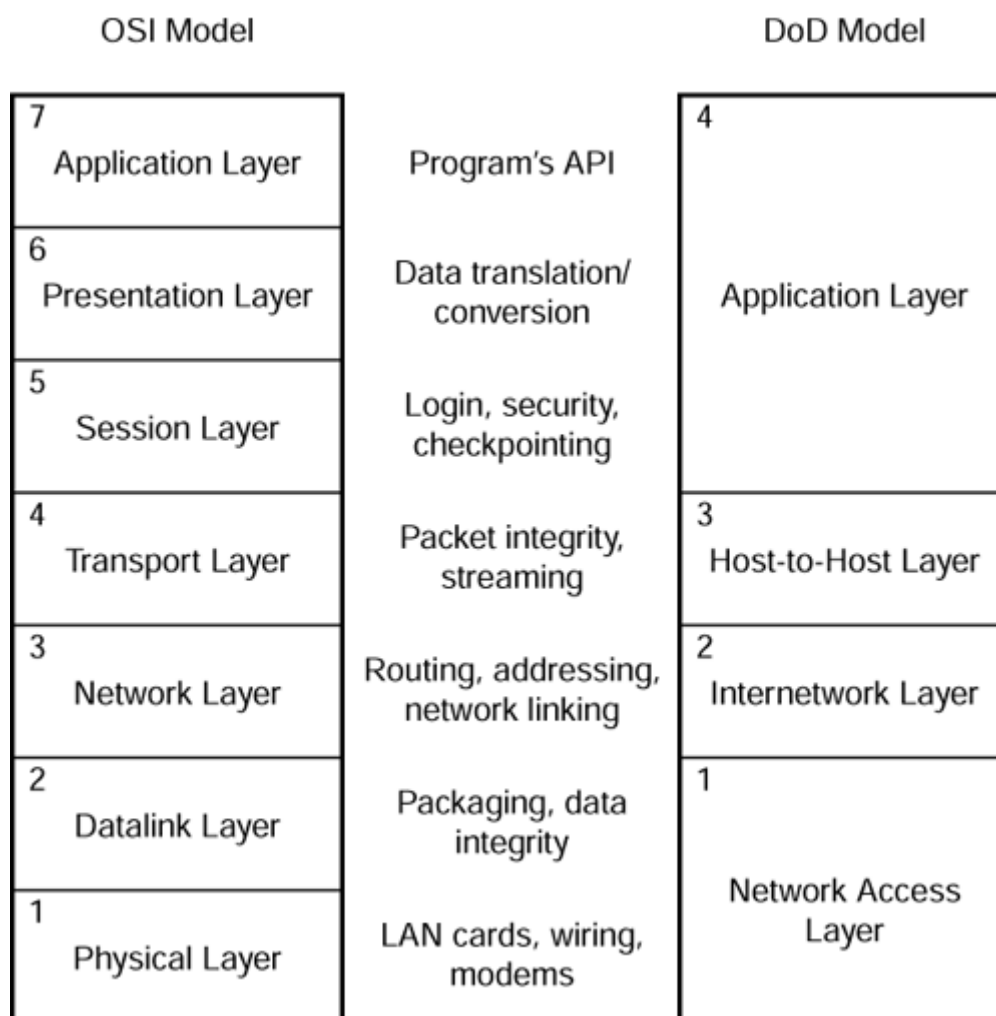 OSI Model
DoD Model
7
Application Layer
Program's API
4
Application Layer
6
Presentation Layer
Data translation/
conversion
5
Session Layer
Login, security,
checkpointing
4
Transport Layer
Packet integrity,
streaming
3
Host-to-Host Layer
3
Network Layer
Routing, addressing,
network linking
2
Internetwork Layer
2
Datalink Layer
Packaging, data
integrity
1
Network Access
Layer
1
Physical Layer
LAN cards, wiring,
modems